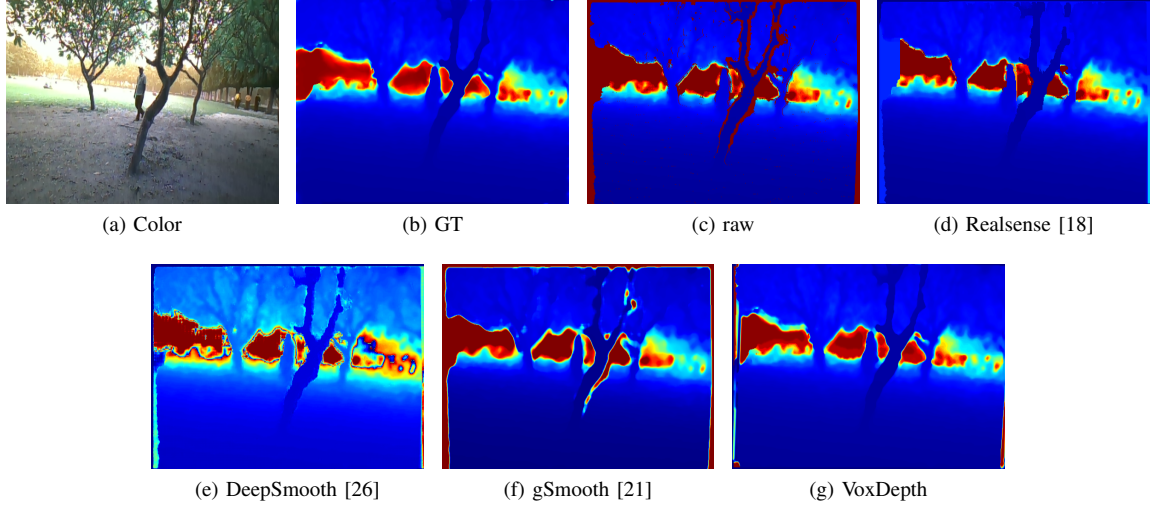 (a) Color
(b) GT
(c) raw
(d) Realsense [18]
(e) DeepSmooth [26]
(f) gSmooth [21]
(g) VoxDepth